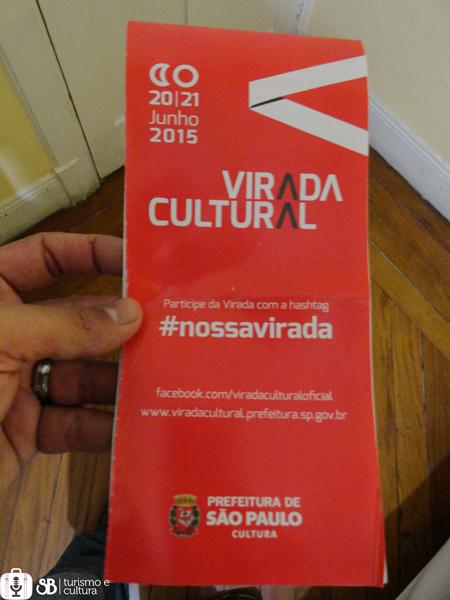 20|21
Junho
2015
VIRADA
CULTURAL
Participe da Virada com a hashtag
#nossavirada
facebook.com/viradaculturaloficial
www.viradacultural.prefeitura.sp.gov.br
PREFEITURA DE
SÃO PAULO
CULTURA
SB | turismo e
cultura